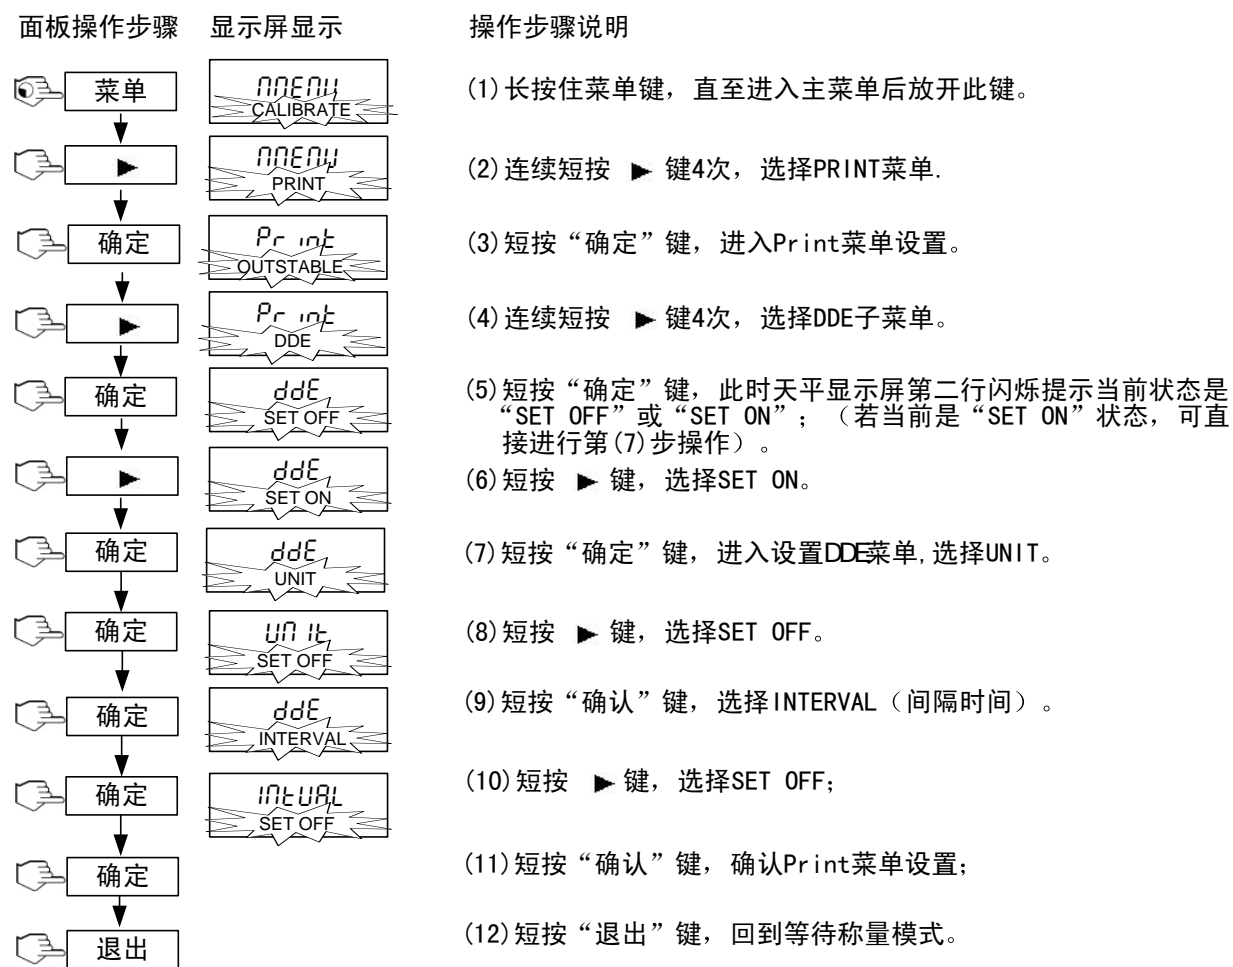 面板操作步骤 显示屏显示 操作步骤说明
菜单 MENU (1)长按住菜单键，直至进入主菜单后放开此键。
CALIBRATE
▶ MENU (2)连续短按 ▶ 键4次，选择PRINT菜单.
PRINT
确定 Print (3)短按“确定”键，进入Print菜单设置。
OUTSTABLE
▶ Print (4)连续短按 ▶ 键4次，选择DDE子菜单。
DDE
确定 ddE (5)短按“确定”键，此时天平显示屏第二行闪烁提示当前状态是
SET OFF “SET OFF”或“SET ON”；（若当前是“SET ON”状态，可直
接进行第(7)步操作）。
▶ ddE (6)短按 ▶ 键，选择SET ON。
SET ON
确定 ddE (7)短按“确定”键，进入设置DDE菜单,选择UNIT。
UNIT
确定 UNIt (8)短按 ▶ 键，选择SET OFF。
SET OFF
确定 ddE (9)短按“确认”键，选择INTERVAL（间隔时间）。
INTERVAL
确定 INtVAL (10)短按 ▶ 键，选择SET OFF;
SET OFF
确定 (11)短按“确认”键，确认Print菜单设置;
退出 (12)短按“退出”键，回到等待称量模式。